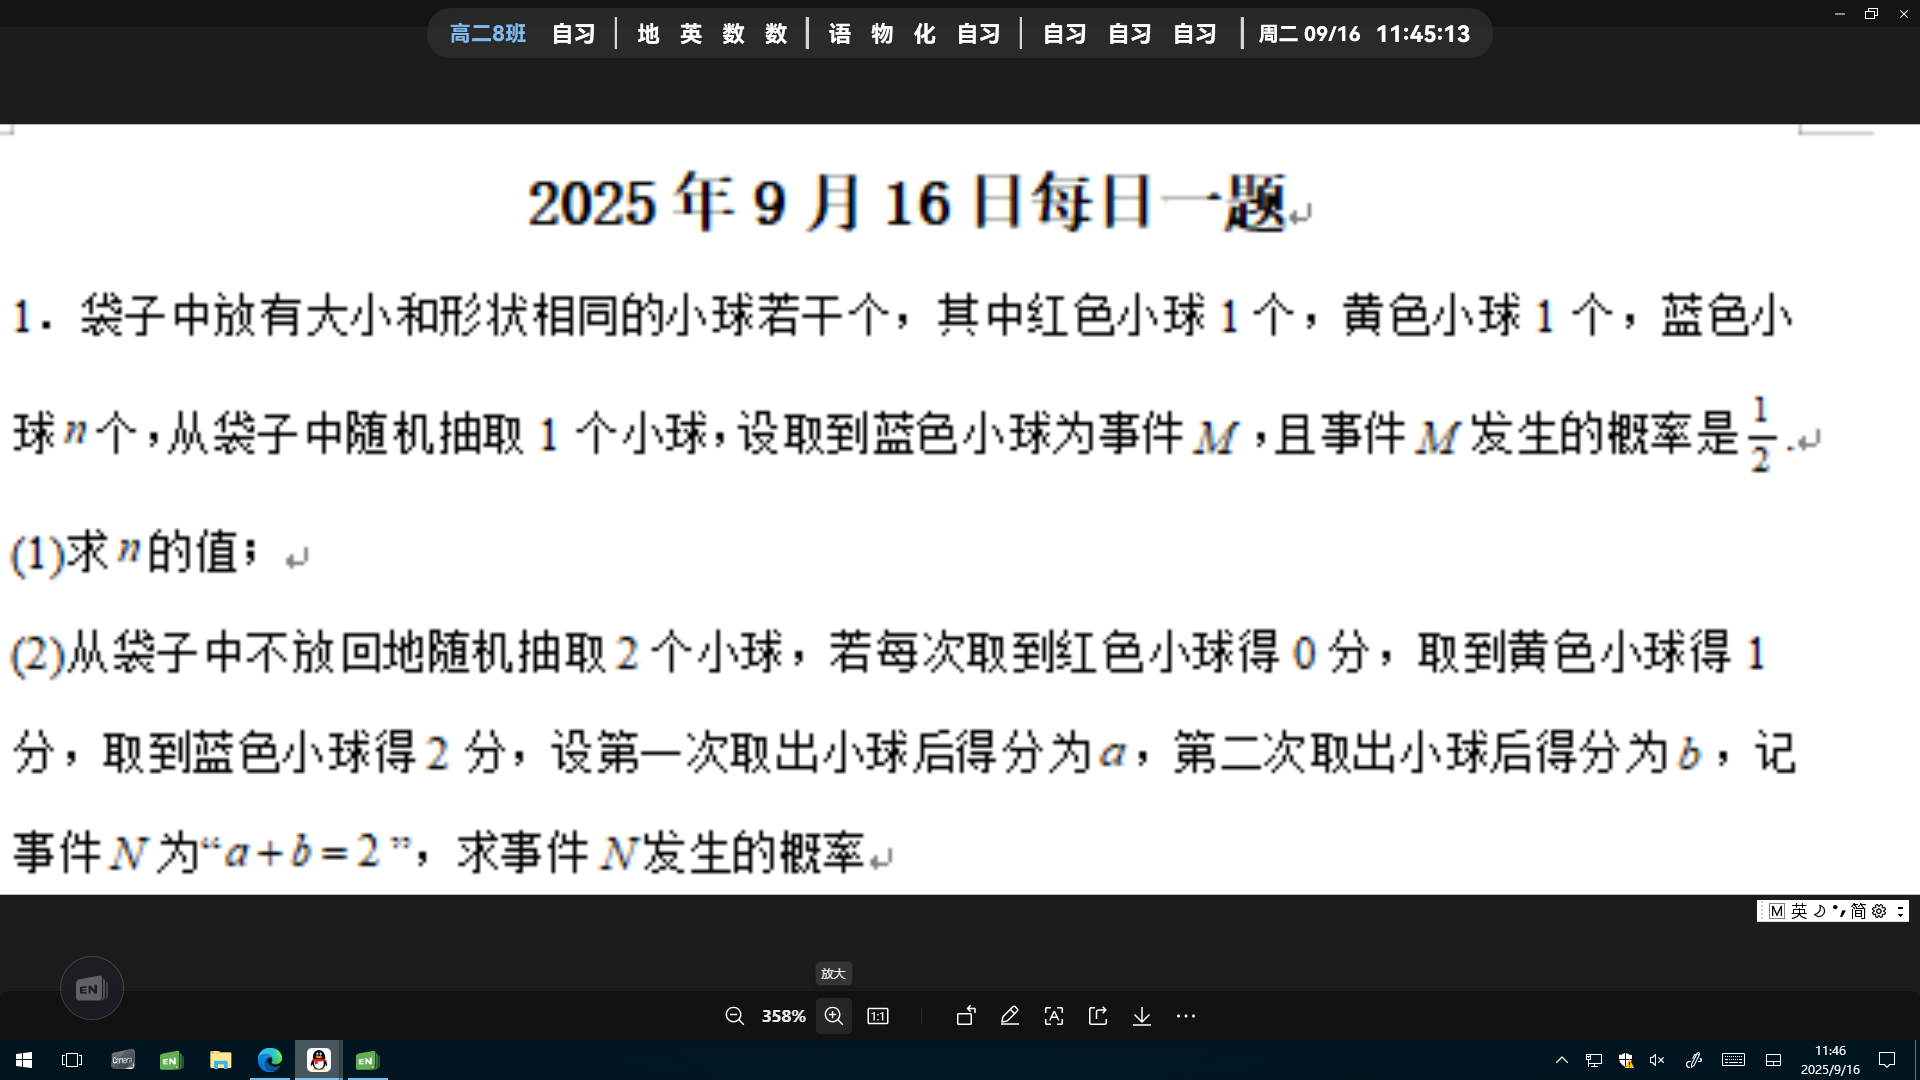 高二8班 自习 | 地 英 数 数 | 语 物 化 自习 | 自习 自习 自习 | 周二 09/16 11:45:13
2025 年 9 月 16 日每日一题↵
1．袋子中放有大小和形状相同的小球若干个，其中红色小球 1 个，黄色小球 1 个，蓝色小
球 n 个，从袋子中随机抽取 1 个小球，设取到蓝色小球为事件 M，且事件 M 发生的概率是 1/2 .↵
(1)求 n 的值；↵
(2)从袋子中不放回地随机抽取 2 个小球，若每次取到红色小球得 0 分，取到黄色小球得 1
分，取到蓝色小球得 2 分，设第一次取出小球后得分为 a，第二次取出小球后得分为 b，记
事件 N 为“a+b=2”，求事件 N 发生的概率↵
M 英 简
EN
放大
358% 1:1
Camera EN EN
11:46
2025/9/16